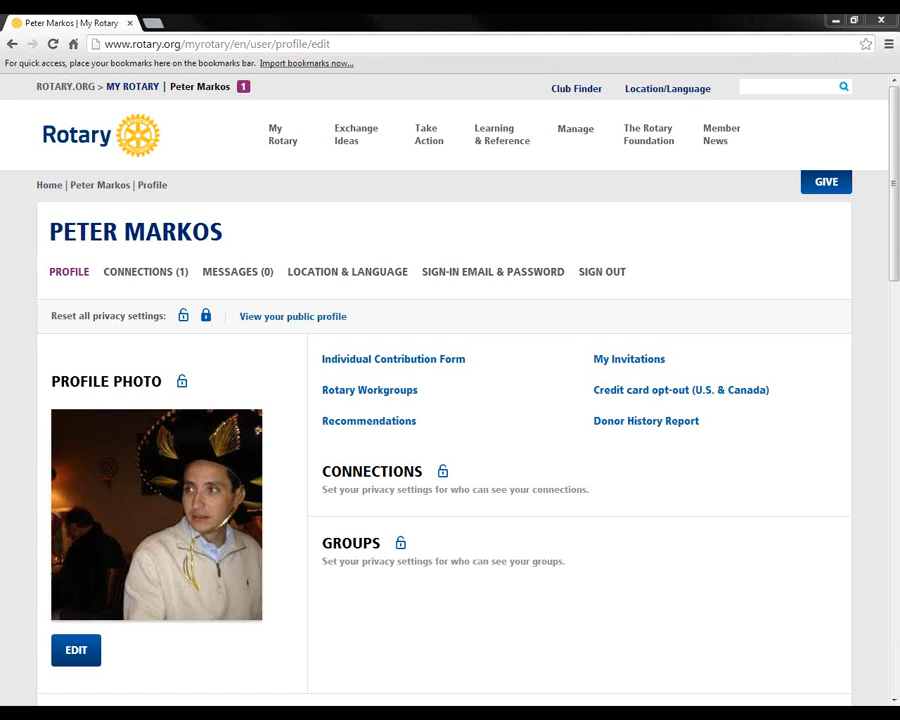 Peter Markos | My Rotary
www.rotary.org/myrotary/en/user/profile/edit
For quick access, place your bookmarks here on the bookmarks bar. Import bookmarks now...
ROTARY.ORG > MY ROTARY | Peter Markos 1
Club Finder Location/Language
Rotary
My Rotary
Exchange Ideas
Take Action
Learning & Reference
Manage
The Rotary Foundation
Member News
Home | Peter Markos | Profile
GIVE
PETER MARKOS
PROFILE CONNECTIONS (1) MESSAGES (0) LOCATION & LANGUAGE SIGN-IN EMAIL & PASSWORD SIGN OUT
Reset all privacy settings: View your public profile
PROFILE PHOTO
EDIT
Individual Contribution Form My Invitations
Rotary Workgroups Credit card opt-out (U.S. & Canada)
Recommendations Donor History Report
CONNECTIONS
Set your privacy settings for who can see your connections.
GROUPS
Set your privacy settings for who can see your groups.